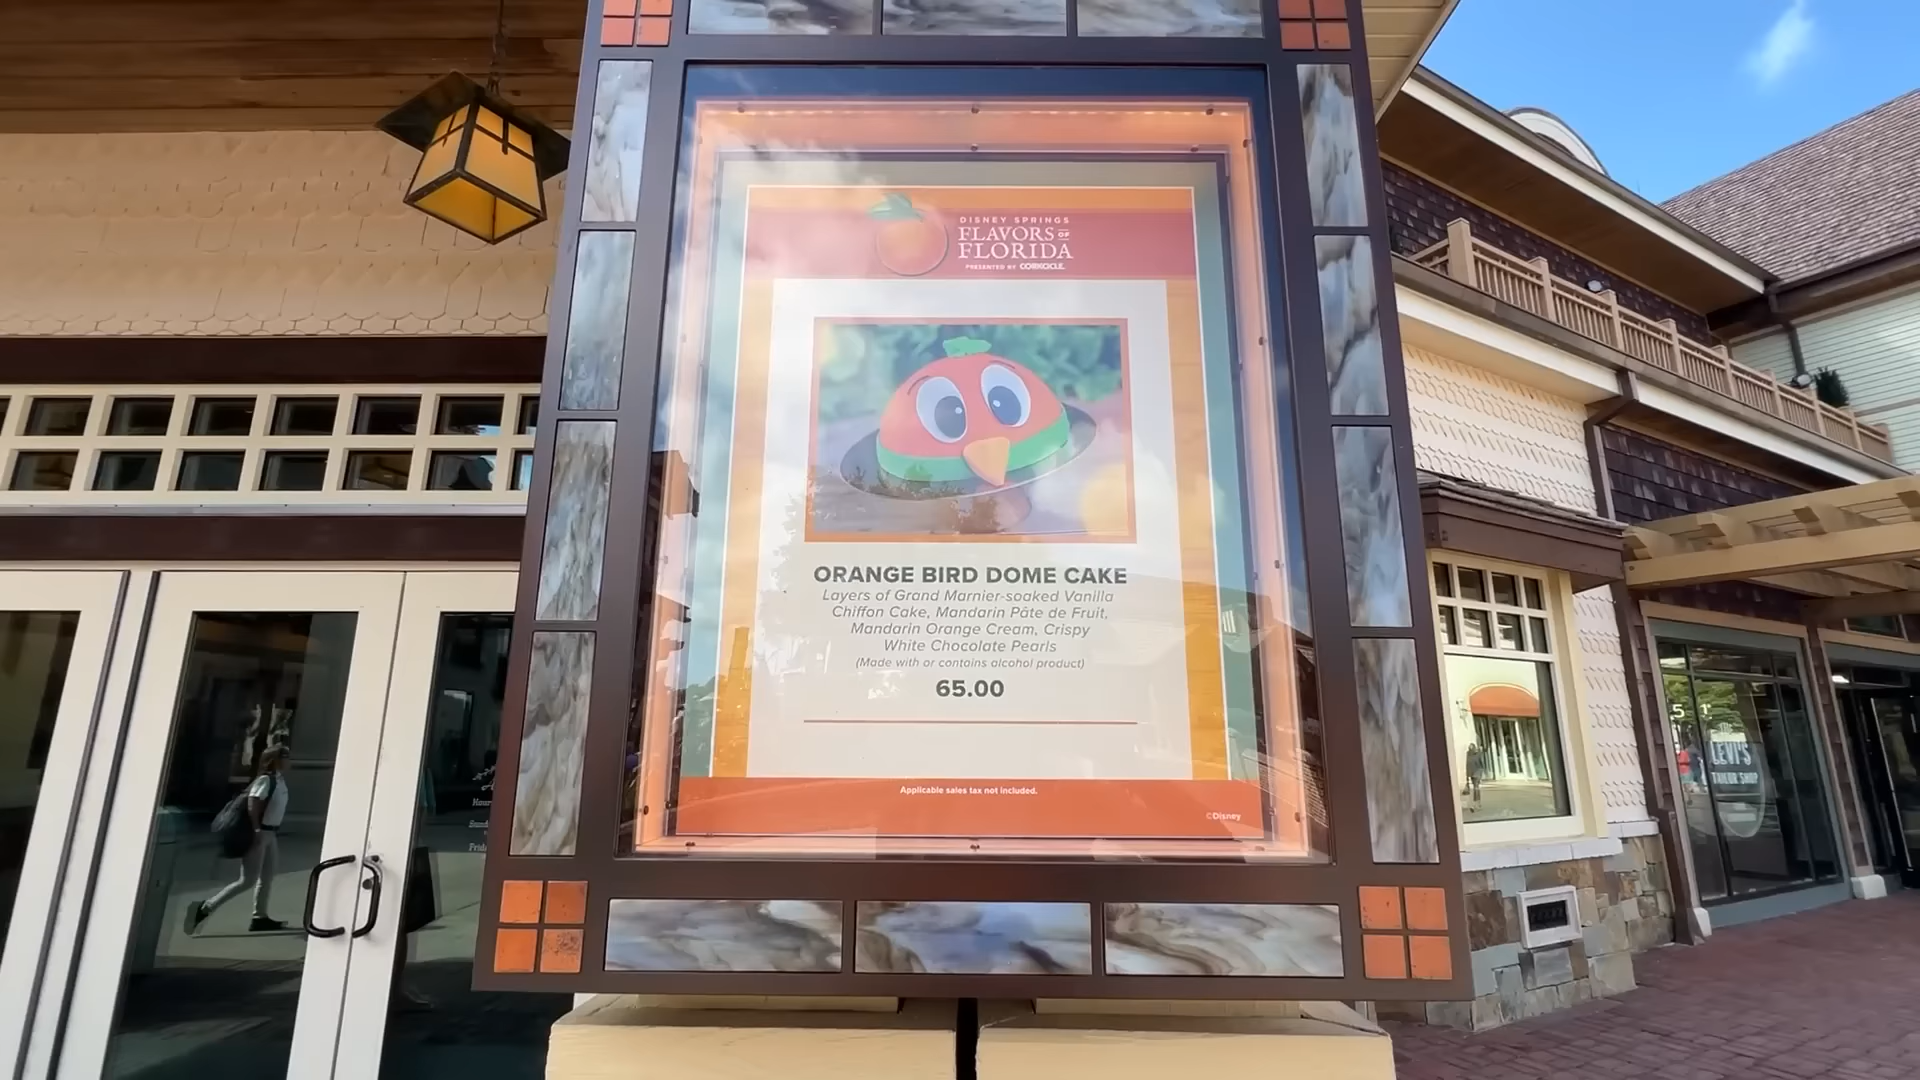 DISNEY SPRINGS
FLAVORS OF
FLORIDA
PRESENTED BY CORKCICLE.
ORANGE BIRD DOME CAKE
Layers of Grand Marnier-soaked Vanilla
Chiffon Cake, Mandarin Pâte de Fruit,
Mandarin Orange Cream, Crispy
White Chocolate Pearls
(Made with or contains alcohol product)
65.00
Applicable sales tax not included.
©Disney
LEVI'S
TAILOR SHOP